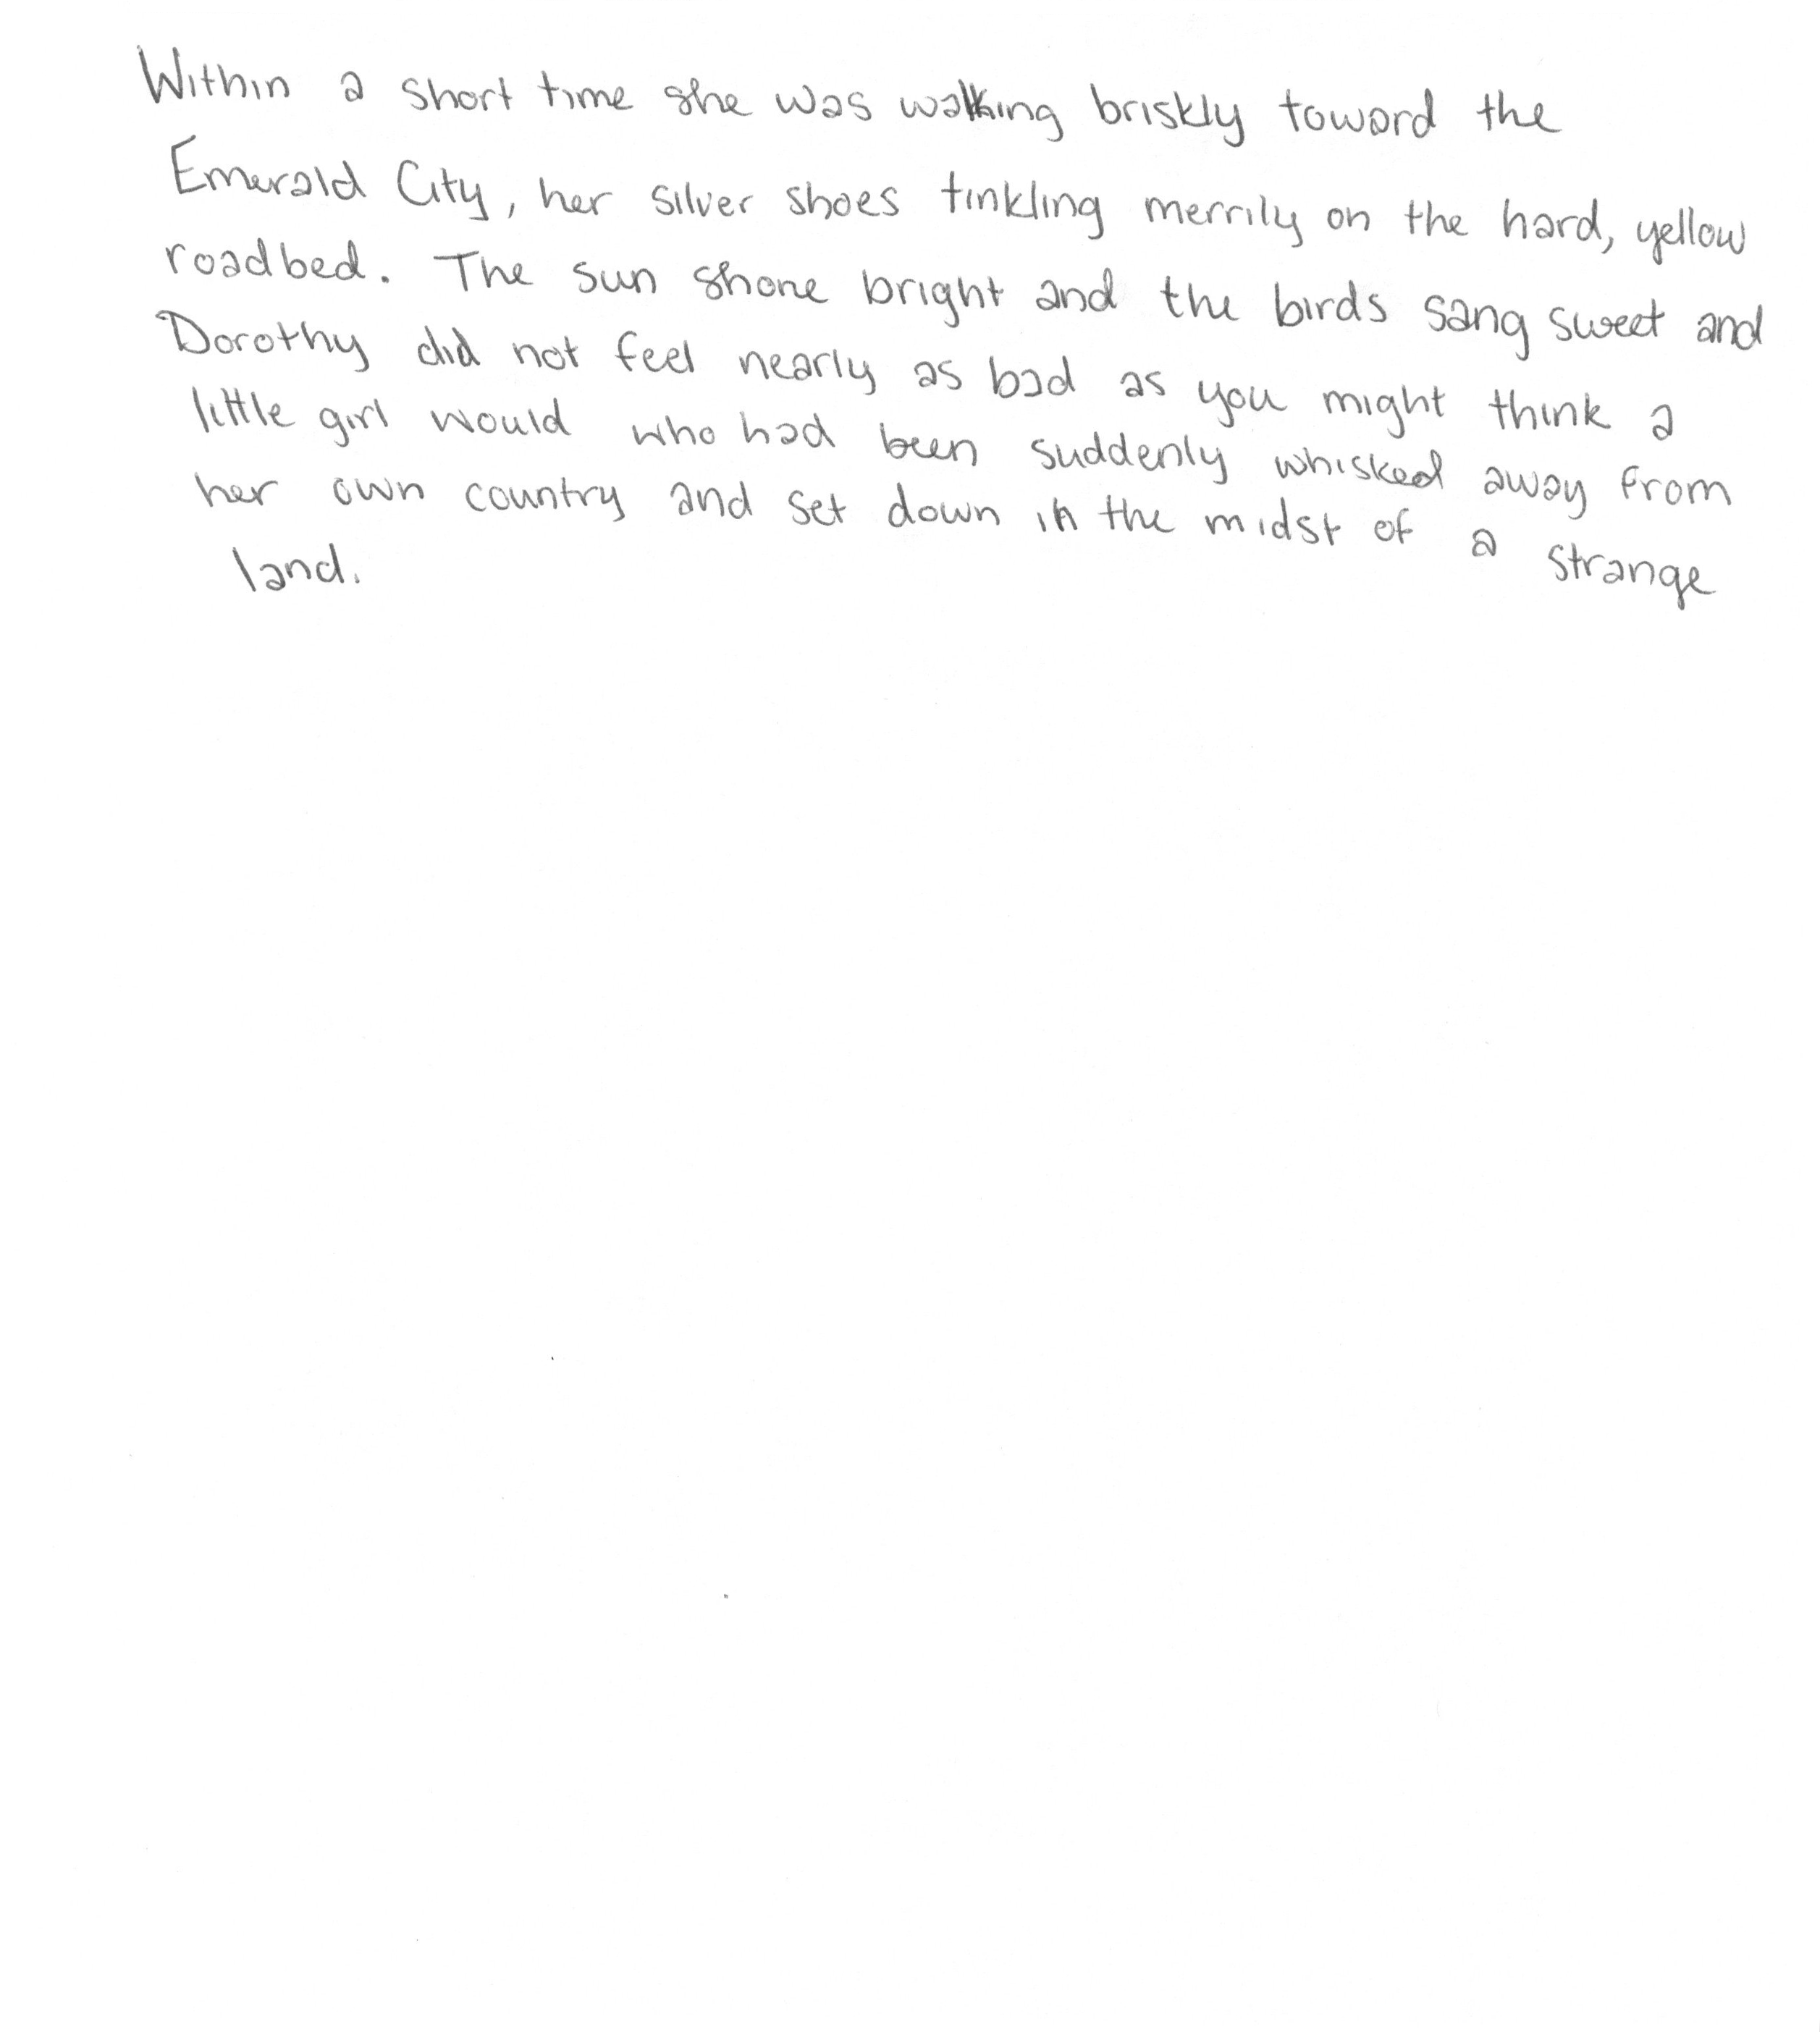 Within a short time she was walking briskly toward the
Emerald City, her silver shoes tinkling merrily on the hard, yellow
roadbed. The sun shone bright and the birds sang sweet and
Dorothy did not feel nearly as bad as you might think a
little girl would who had been suddenly whisked away from
her own country and set down in the midst of a strange
land.